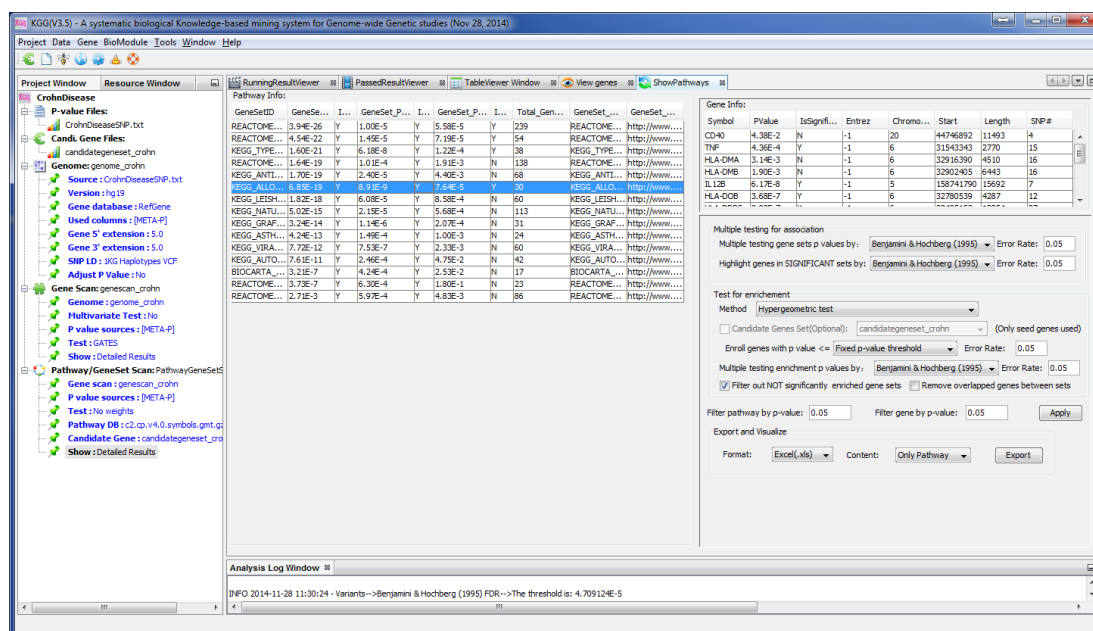 KGG(V3.5) - A systematic biological Knowledge-based mining system for Genome-wide Genetic studies (Nov 28, 2014)
Project Data Gene BioModule Tools Window Help
Project Window Resource Window
CrohnDisease
P-value Files:
CrohnDiseaseSNP.txt
Candi. Gene Files:
candidategeneset_crohn
Genome: genome_crohn
Source : CrohnDiseaseSNP.txt
Version : hg19
Gene database : RefGene
Used columns : [META-P]
Gene 5' extension : 5.0
Gene 3' extension : 5.0
SNP LD : 1KG Haplotypes VCF
Adjust P Value : No
Gene Scan: genescan_crohn
Genome : genome_crohn
Multivariate Test : No
P value sources : [META-P]
Test : GATES
Show : Detailed Results
Pathway/GeneSet Scan: PathwayGeneSetS
Gene scan : genescan_crohn
P value sources : [META-P]
Test : No weights
Pathway DB : c2.cp.v4.0.symbols.gmt.gz
Candidate Gene : candidategeneset_cro
Show : Detailed Results
RunningResultViewer PassedResultViewer TableViewer Window View genes ShowPathways
Pathway Info:
GeneSetID GeneSe... I... GeneSet_P... I... GeneSet_P... I... Total_Gen... GeneSet_... GeneSet_...
REACTOME... 3.94E-26 Y 1.00E-5 Y 5.58E-5 Y 239 REACTOME... http://www....
REACTOME... 4.54E-22 Y 1.45E-5 Y 7.19E-5 Y 54 REACTOME... http://www....
KEGG_TYPE... 1.60E-21 Y 6.18E-8 Y 1.22E-4 Y 38 KEGG_TYPE... http://www....
REACTOME... 1.64E-19 Y 1.01E-4 Y 1.91E-3 N 138 REACTOME... http://www....
KEGG_ANTI... 1.70E-19 Y 2.40E-5 Y 4.40E-3 N 68 KEGG_ANTI... http://www....
KEGG_ALLO... 6.85E-19 Y 8.91E-9 Y 7.64E-5 Y 30 KEGG_ALLO... http://www....
KEGG_LEISH... 1.82E-18 Y 6.08E-5 Y 8.58E-4 N 60 KEGG_LEISH... http://www....
KEGG_NATU... 5.02E-15 Y 2.15E-5 Y 5.68E-4 N 113 KEGG_NATU... http://www....
KEGG_GRAF... 3.24E-14 Y 1.14E-6 Y 2.07E-4 N 31 KEGG_GRAF... http://www....
KEGG_ASTH... 4.24E-13 Y 1.49E-4 Y 1.00E-3 N 24 KEGG_ASTH... http://www....
KEGG_VIRA... 7.72E-12 Y 7.53E-7 Y 2.33E-3 N 60 KEGG_VIRA... http://www....
KEGG_AUTO... 7.61E-11 Y 2.46E-4 Y 4.75E-2 N 42 KEGG_AUTO... http://www....
BIOCARTA_... 3.21E-7 Y 4.24E-4 Y 2.53E-2 N 17 BIOCARTA_... http://www....
REACTOME... 3.73E-7 Y 6.30E-4 Y 1.80E-1 N 23 REACTOME... http://www....
REACTOME... 2.71E-3 Y 5.97E-4 Y 4.83E-3 N 86 REACTOME... http://www....
Gene Info:
Symbol PValue IsSignifi... Entrez Chromo... Start Length SNP#
CD40 4.38E-2 N -1 20 44746892 11493 4
TNF 4.36E-4 Y -1 6 31543343 2770 15
HLA-DMA 3.14E-3 N -1 6 32916390 4510 16
HLA-DMB 1.90E-3 N -1 6 32902405 6443 16
IL12B 6.17E-8 Y -1 5 158741790 15692 7
HLA-DOB 3.68E-7 Y -1 6 32780539 4287 12
Multiple testing for association
Multiple testing gene sets p values by: Benjamini & Hochberg (1995) Error Rate: 0.05
Highlight genes in SIGNIFICANT sets by: Benjamini & Hochberg (1995) Error Rate: 0.05
Test for enrichement
Method Hypergeometric test
Candidate Genes Set(Optional): candidategeneset_crohn (Only seed genes used)
Enroll genes with p value <= Fixed p-value threshold Error Rate: 0.05
Multiple testing enrichment p values by: Benjamini & Hochberg (1995) Error Rate: 0.05
Filter out NOT significantly enriched gene sets Remove overlapped genes between sets
Filter pathway by p-value: 0.05 Filter gene by p-value: 0.05 Apply
Export and Visualize
Format: Excel(.xls) Content: Only Pathway Export
Analysis Log Window
INFO 2014-11-28 11:30:24 - Variants-->Benjamini & Hochberg (1995) FDR-->The threshold is: 4.709124E-5